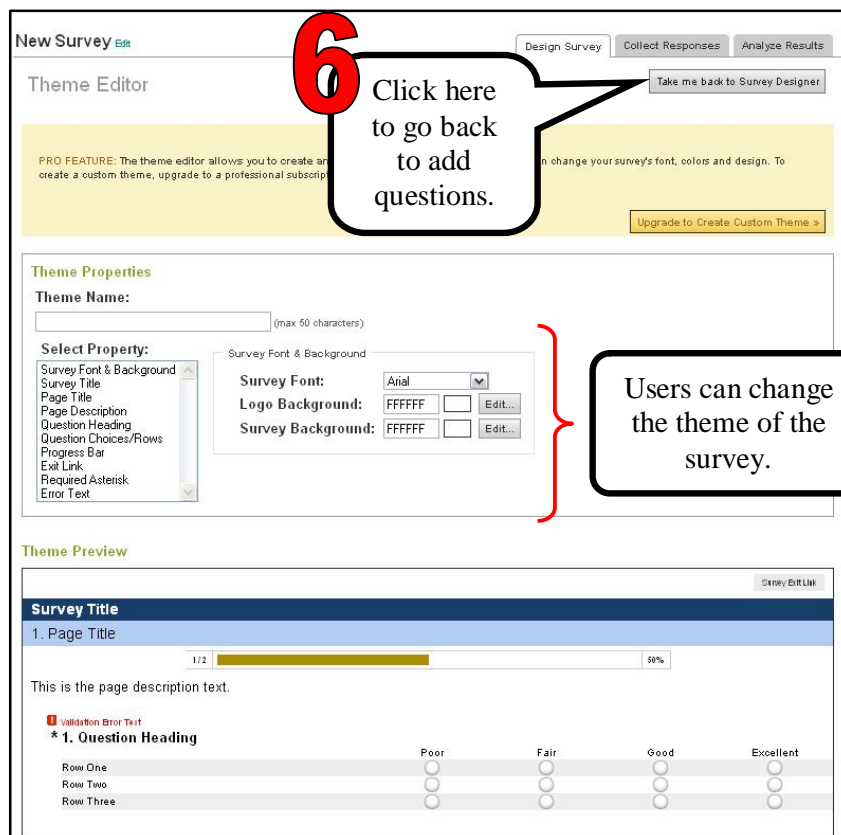 New Survey Edit
6
Design Survey
Collect Responses
Analyze Results
Theme Editor
Take me back to Survey Designer
Click here
to go back
to add
questions.
PRO FEATURE: The theme editor allows you to create an
n change your survey's font, colors and design. To
create a custom theme, upgrade to a professional subscript
Upgrade to Create Custom Theme »
Theme Properties
Theme Name:
(max 50 characters)
Select Property:
Survey Font & Background
Survey Title
Page Title
Page Description
Question Heading
Question Choices/Rows
Progress Bar
Exit Link
Required Asterisk
Error Text
Survey Font & Background
Survey Font: Arial
Logo Background: FFFFFF Edit...
Survey Background: FFFFFF Edit...
Users can change
the theme of the
survey.
Theme Preview
Survey Exit Link
Survey Title
1. Page Title
1/2 50%
This is the page description text.
! Validation Error Text
* 1. Question Heading
Poor Fair Good Excellent
Row One
Row Two
Row Three